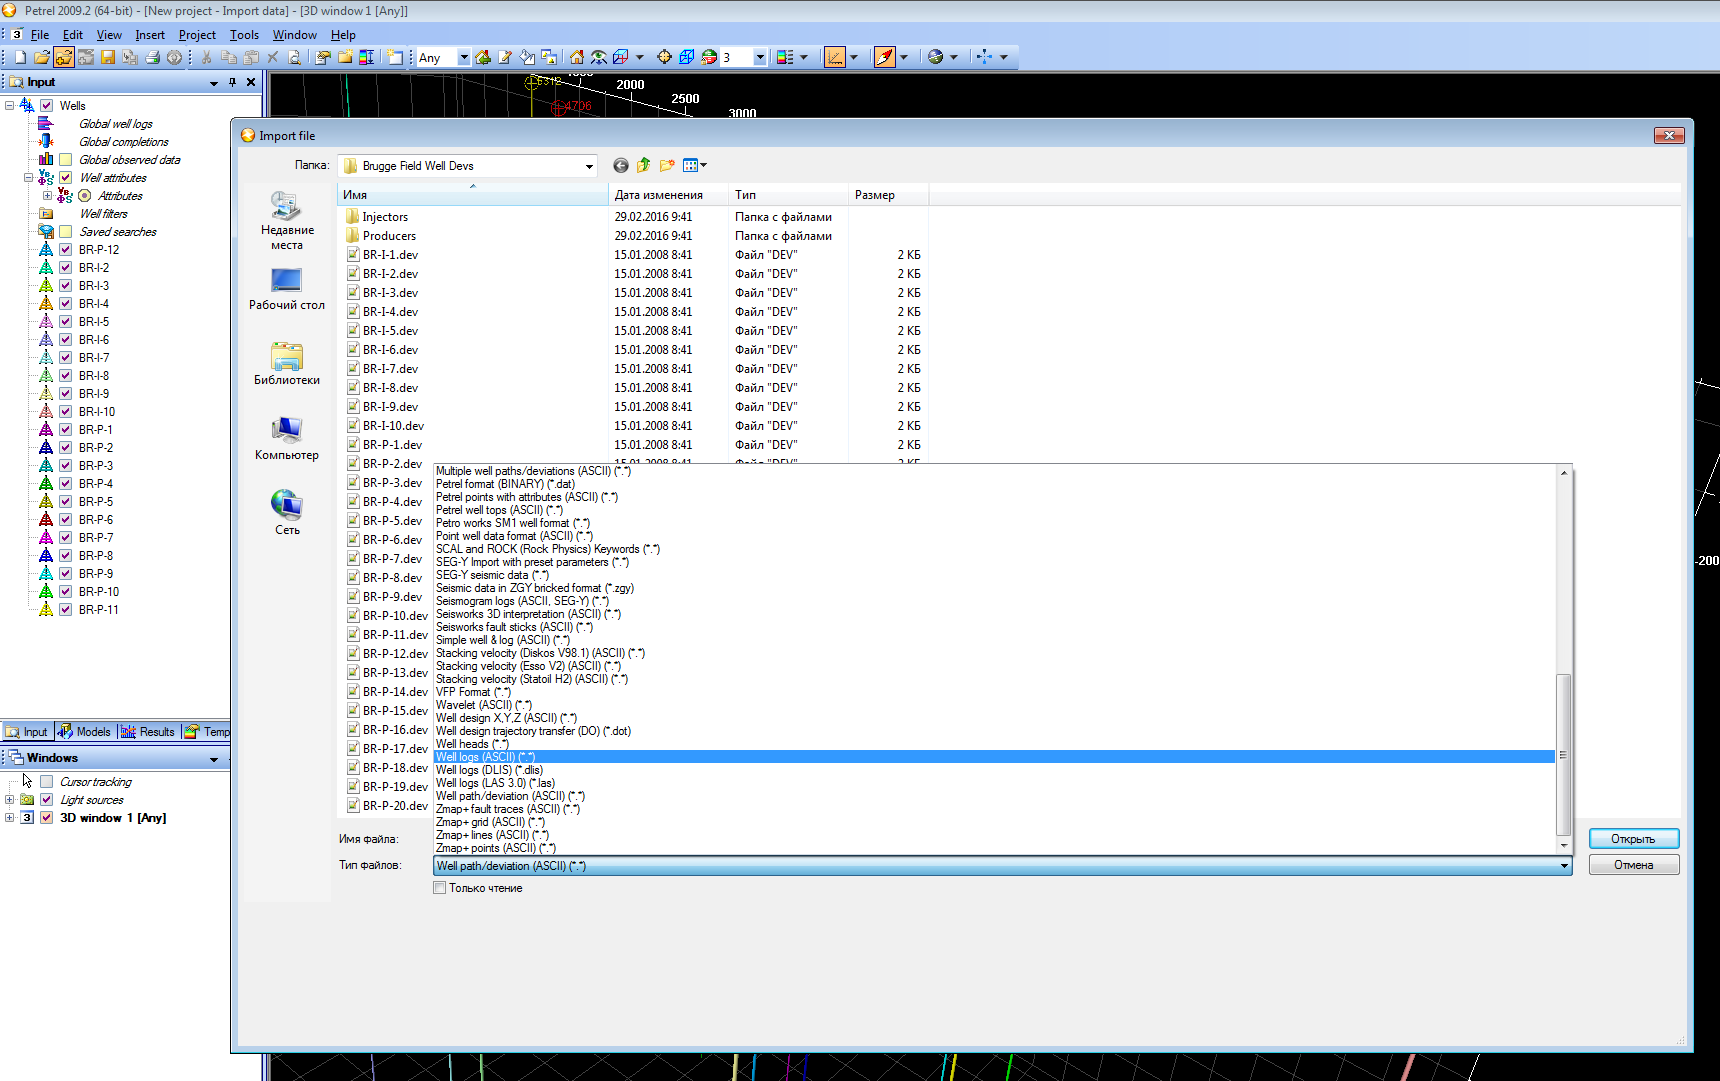 Petrel 2009.2 (64-bit) - [New project - Import data] - [3D window 1 [Any]]
3 File Edit View Insert Project Tools Window Help
Any 3
Input
Wells
Global well logs
Global completions
Global observed data
Well attributes
Attributes
Well filters
Saved searches
BR-P-12
BR-I-2
BR-I-3
BR-I-4
BR-I-5
BR-I-6
BR-I-7
BR-I-8
BR-I-9
BR-I-10
BR-P-1
BR-P-2
BR-P-3
BR-P-4
BR-P-5
BR-P-6
BR-P-7
BR-P-8
BR-P-9
BR-P-10
BR-P-11
Input Models Results Temp
Windows
Cursor tracking
Light sources
3 3D window 1 [Any]
2000
2500
3000
4706
-200
Import file
Папка: Brugge Field Well Devs
Недавние места
Рабочий стол
Библиотеки
Компьютер
Сеть
Имя Дата изменения Тип Размер
Injectors 29.02.2016 9:41 Папка с файлами
Producers 29.02.2016 9:41 Папка с файлами
BR-I-1.dev 15.01.2008 8:41 Файл "DEV" 2 КБ
BR-I-2.dev 15.01.2008 8:41 Файл "DEV" 2 КБ
BR-I-3.dev 15.01.2008 8:41 Файл "DEV" 2 КБ
BR-I-4.dev 15.01.2008 8:41 Файл "DEV" 2 КБ
BR-I-5.dev 15.01.2008 8:41 Файл "DEV" 2 КБ
BR-I-6.dev 15.01.2008 8:41 Файл "DEV" 2 КБ
BR-I-7.dev 15.01.2008 8:41 Файл "DEV" 2 КБ
BR-I-8.dev 15.01.2008 8:41 Файл "DEV" 2 КБ
BR-I-9.dev 15.01.2008 8:41 Файл "DEV" 2 КБ
BR-I-10.dev 15.01.2008 8:41 Файл "DEV" 2 КБ
BR-P-1.dev 15.01.2008 8:41 Файл "DEV" 2 КБ
BR-P-2.dev 15.01.2008 8:41 Файл "DEV" 2 КБ
BR-P-3.dev
BR-P-4.dev
BR-P-5.dev
BR-P-6.dev
BR-P-7.dev
BR-P-8.dev
BR-P-9.dev
BR-P-10.dev
BR-P-11.dev
BR-P-12.dev
BR-P-13.dev
BR-P-14.dev
BR-P-15.dev
BR-P-16.dev
BR-P-17.dev
BR-P-18.dev
BR-P-19.dev
BR-P-20.dev
Multiple well paths/deviations (ASCII) (*.*)
Petrel format (BINARY) (*.dat)
Petrel points with attributes (ASCII) (*.*)
Petrel well tops (ASCII) (*.*)
Petro works SM1 well format (*.*)
Point well data format (ASCII) (*.*)
SCAL and ROCK (Rock Physics) Keywords (*.*)
SEG-Y Import with preset parameters (*.*)
SEG-Y seismic data (*.*)
Seismic data in ZGY bricked format (*.zgy)
Seismogram logs (ASCII, SEG-Y) (*.*)
Seisworks 3D interpretation (ASCII) (*.*)
Seisworks fault sticks (ASCII) (*.*)
Simple well & log (ASCII) (*.*)
Stacking velocity (Diskos V98.1) (ASCII) (*.*)
Stacking velocity (Esso V2) (ASCII) (*.*)
Stacking velocity (Statoil H2) (ASCII) (*.*)
VFP Format (*.*)
Wavelet (ASCII) (*.*)
Well design X,Y,Z (ASCII) (*.*)
Well design trajectory transfer (DO) (*.dot)
Well heads (*.*)
Well logs (ASCII) (*.*)
Well logs (DLIS) (*.dlis)
Well logs (LAS 3.0) (*.las)
Well path/deviation (ASCII) (*.*)
Zmap+ fault traces (ASCII) (*.*)
Zmap+ grid (ASCII) (*.*)
Zmap+ lines (ASCII) (*.*)
Zmap+ points (ASCII) (*.*)
Имя файла: Открыть
Тип файлов: Well path/deviation (ASCII) (*.*) Отмена
Только чтение